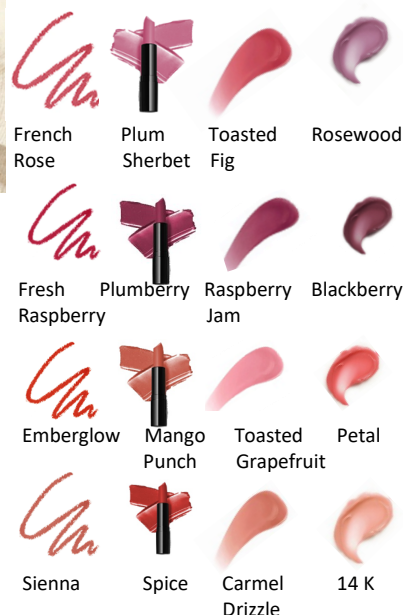 French Plum Toasted Rosewood
Rose Sherbet Fig
Fresh Plumberry Raspberry Blackberry
Raspberry Jam
Emberglow Mango Toasted Petal
Punch Grapefruit
Sienna Spice Carmel 14 K
Drizzle